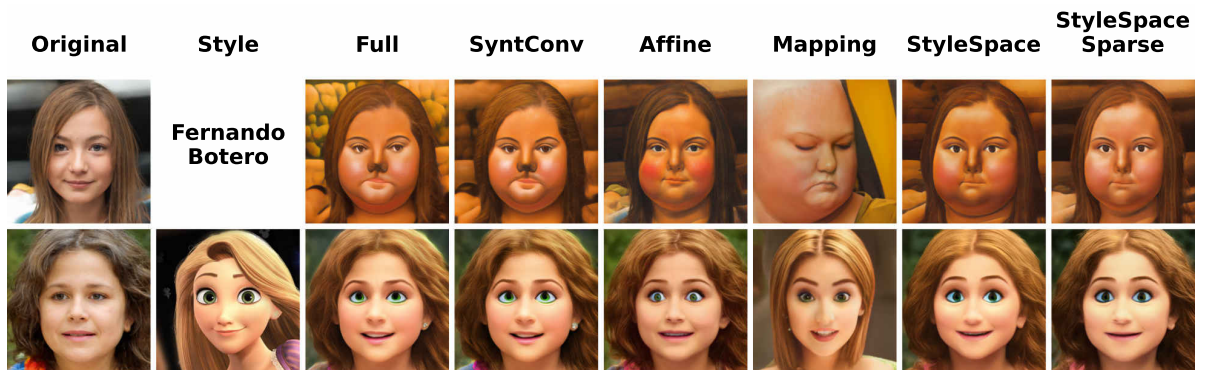 Original
Style
Full
SyntConv
Affine
Mapping
StyleSpace
StyleSpace
Sparse
Fernando
Botero